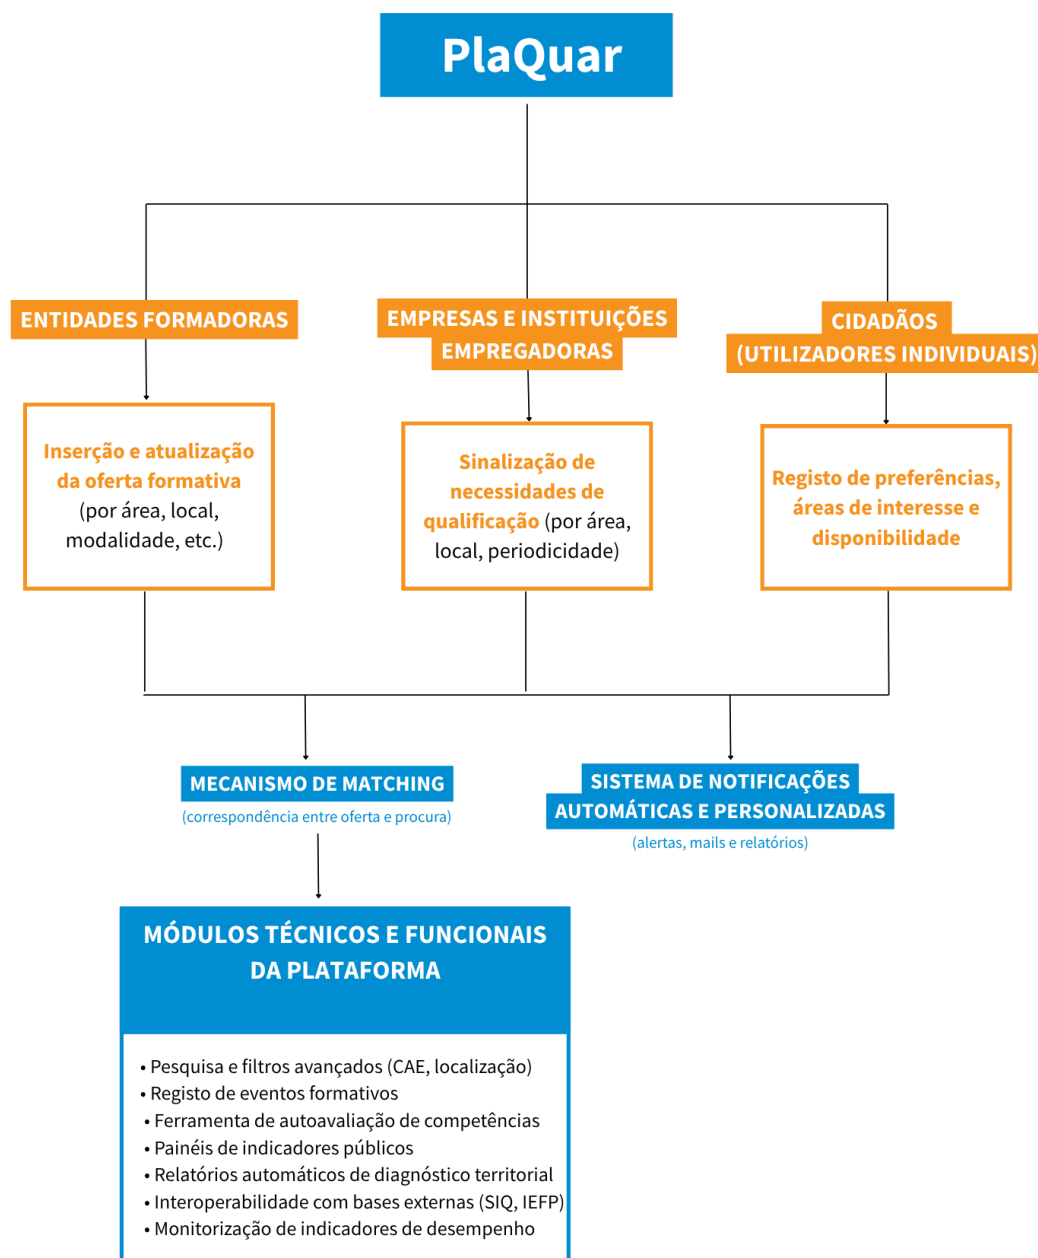 PlaQuar
ENTIDADES FORMADORAS
EMPRESAS E INSTITUIÇÕES
EMPREGADORAS
CIDADÃOS
(UTILIZADORES INDIVIDUAIS)
Inserção e atualização
da oferta formativa
(por área, local,
modalidade, etc.)
Sinalização de
necessidades de
qualificação (por área,
local, periodicidade)
Registo de preferências,
áreas de interesse e
disponibilidade
MECANISMO DE MATCHING
(correspondência entre oferta e procura)
SISTEMA DE NOTIFICAÇÕES
AUTOMÁTICAS E PERSONALIZADAS
(alertas, mails e relatórios)
MÓDULOS TÉCNICOS E FUNCIONAIS
DA PLATAFORMA
• Pesquisa e filtros avançados (CAE, localização)
• Registo de eventos formativos
• Ferramenta de autoavaliação de competências
• Painéis de indicadores públicos
• Relatórios automáticos de diagnóstico territorial
• Interoperabilidade com bases externas (SIQ, IEFP)
• Monitorização de indicadores de desempenho